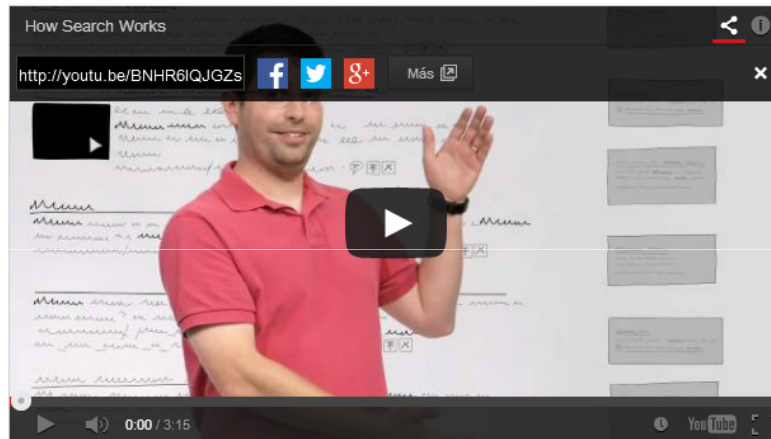 How Search Works
http://youtu.be/BNHR6IQJGZs
Más
0:00 / 3:15
YouTube